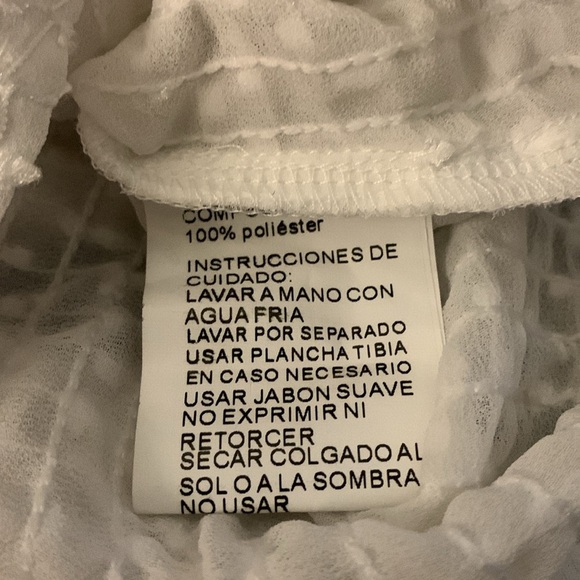 100% poliéster
INSTRUCCIONES DE
CUIDADO:
LAVAR A MANO CON
AGUA FRIA
LAVAR POR SEPARADO
USAR PLANCHA TIBIA
EN CASO NECESARIO
USAR JABON SUAVE
NO EXPRIMIR NI
RETORCER
SECAR COLGADO AL
SOL O A LA SOMBRA
NO USAR